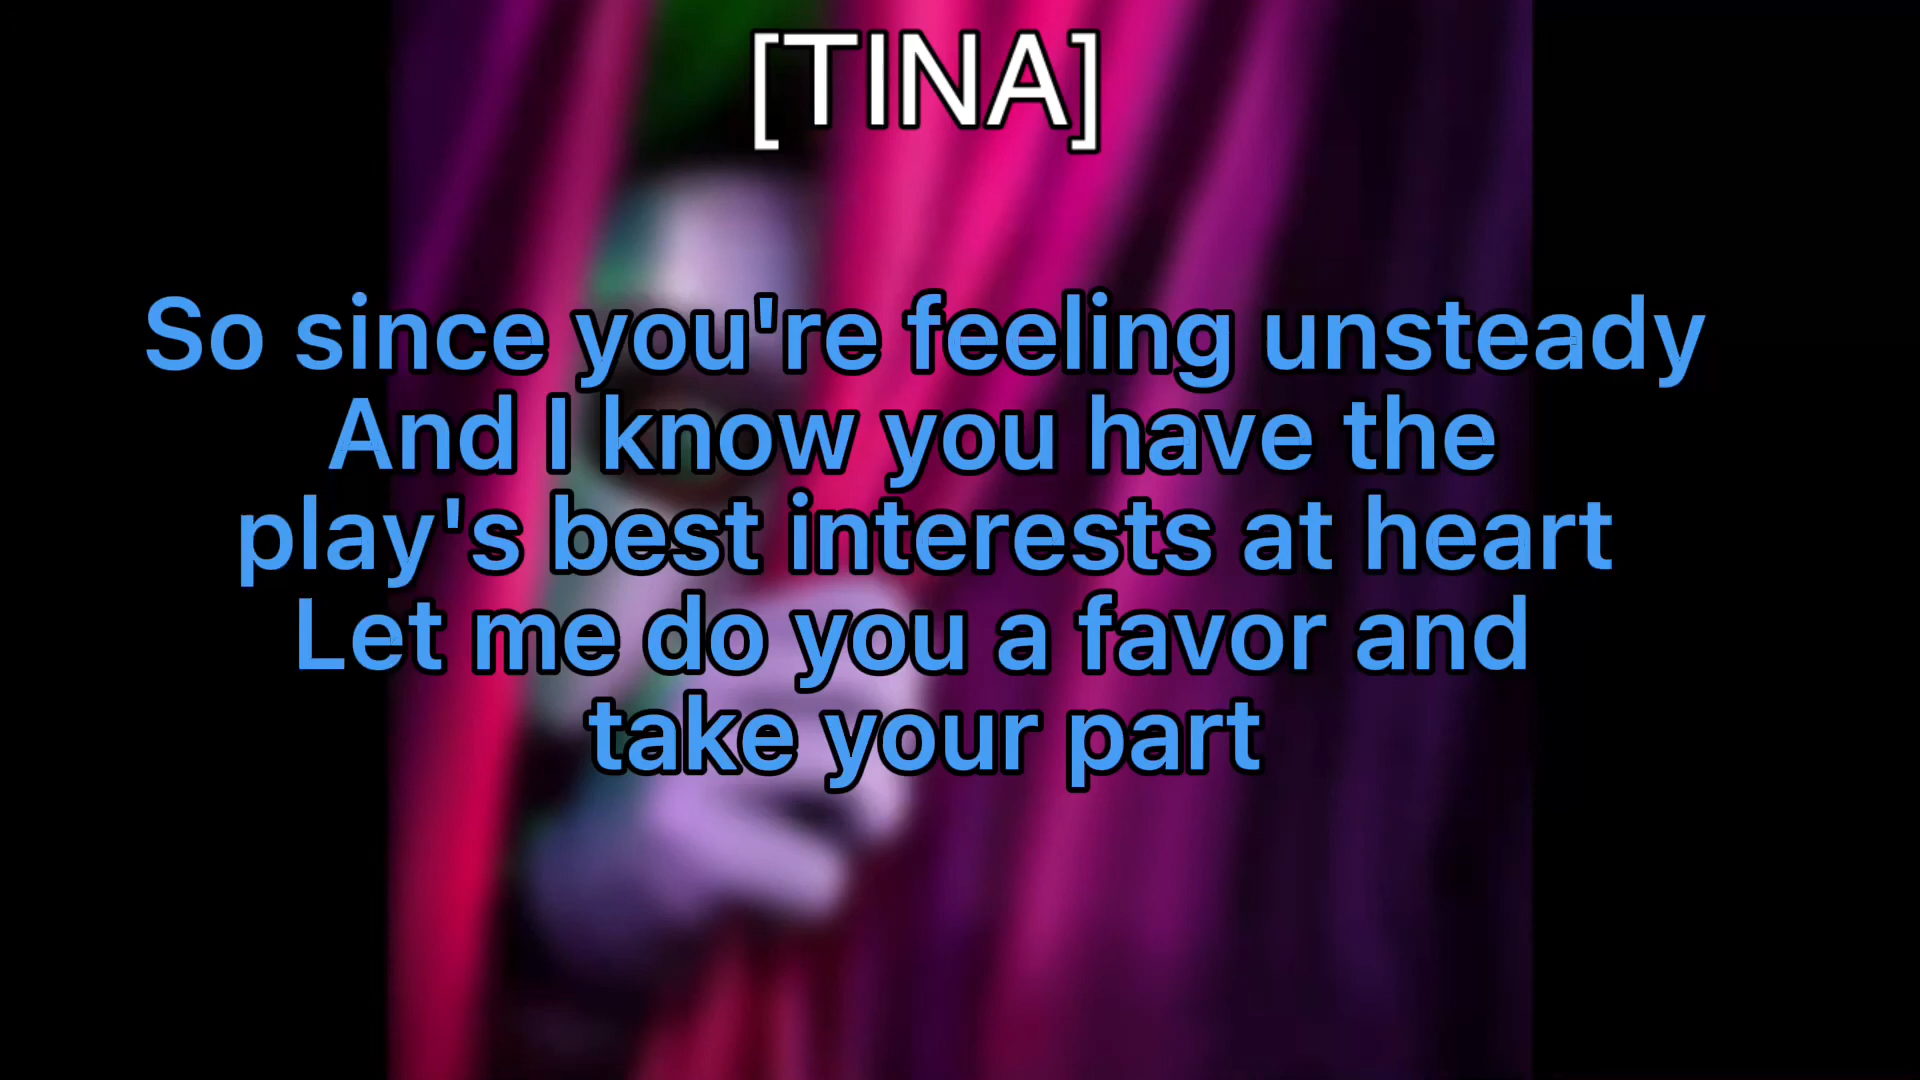 [TINA]
So since you're feeling unsteady
And I know you have the
play's best interests at heart
Let me do you a favor and
take your part